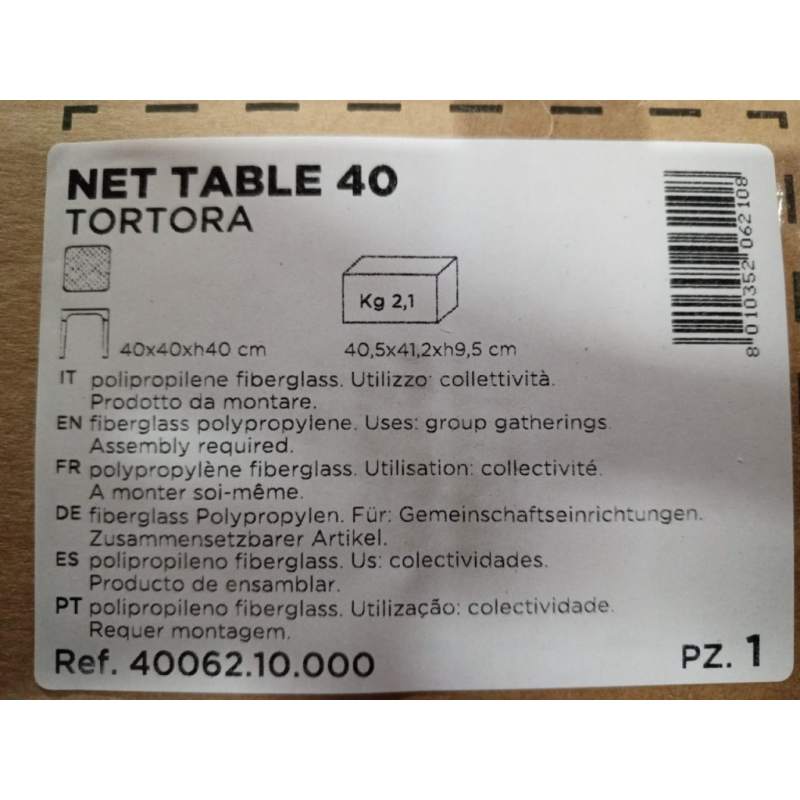 NET TABLE 40
TORTORA
Kg 2,1
40x40xh40 cm
40,5x41,2xh9,5 cm
IT polipropilene fiberglass. Utilizzo: collettività.
Prodotto da montare.
EN fiberglass polypropylene. Uses: group gatherings.
Assembly required.
FR polypropylène fiberglass. Utilisation: collectivité.
A monter soi-même.
DE fiberglass Polypropylen. Für: Gemeinschaftseinrichtungen.
Zusammensetzbarer Artikel.
ES polipropileno fiberglass. Us: colectividades.
Producto de ensamblar.
PT polipropileno fiberglass. Utilização: colectividade.
Requer montagem.
Ref. 40062.10.000
PZ. 1
8 010352 062108